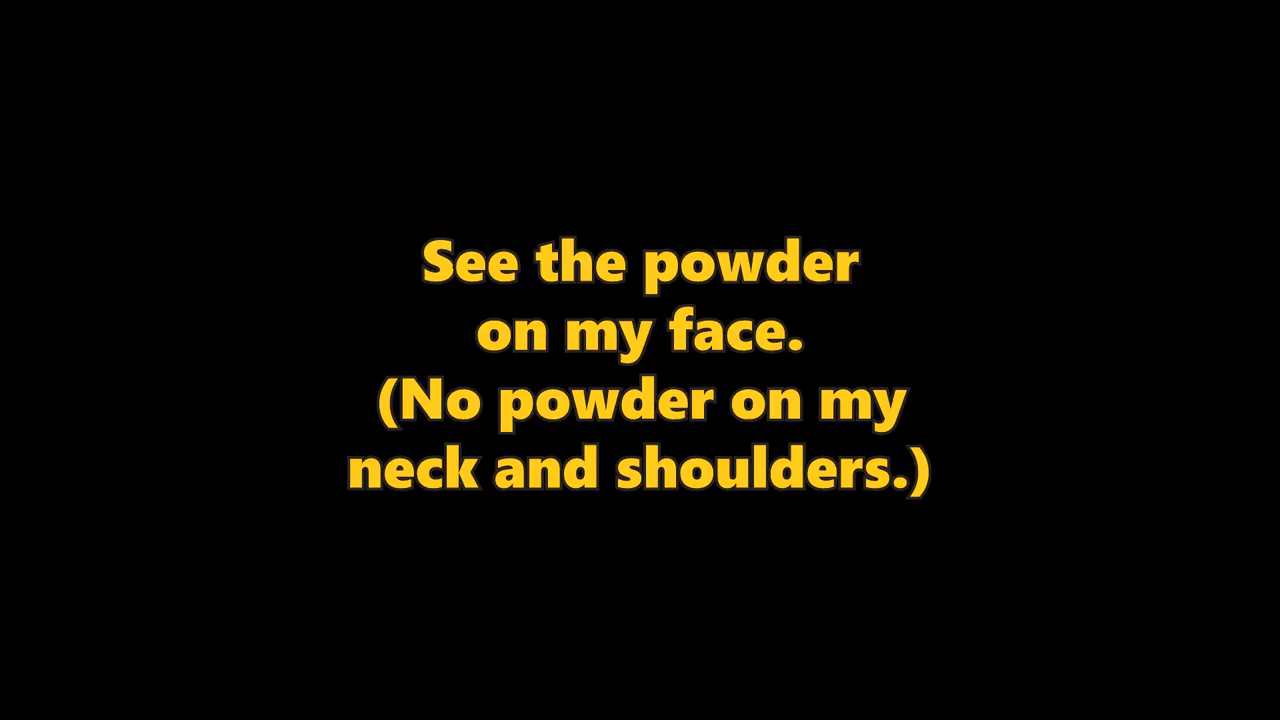 See the powder
on my face.
(No powder on my
neck and shoulders.)